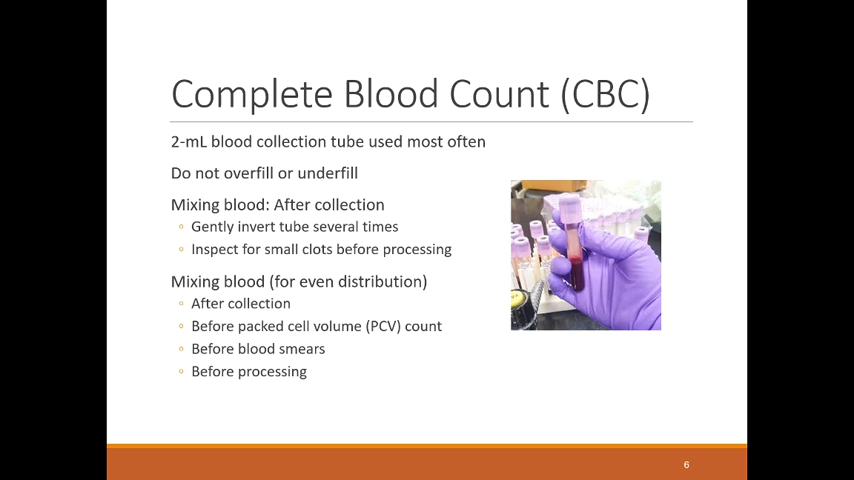 Complete Blood Count (CBC)
2-mL blood collection tube used most often
Do not overfill or underfill
Mixing blood: After collection
◦ Gently invert tube several times
◦ Inspect for small clots before processing
Mixing blood (for even distribution)
◦ After collection
◦ Before packed cell volume (PCV) count
◦ Before blood smears
◦ Before processing
6